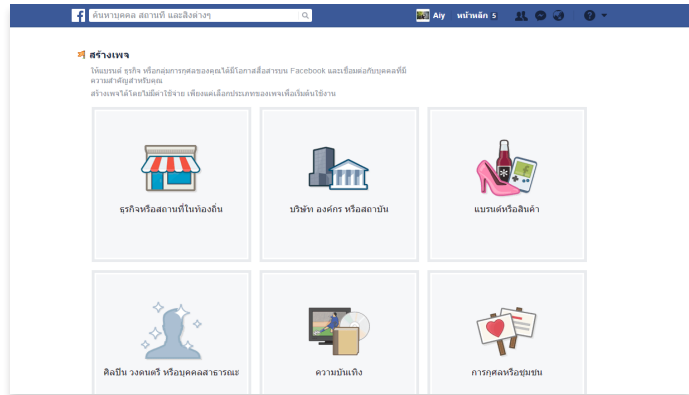 f
ค้นหาบุคคล สถานที่ และสิ่งต่างๆ
Aiy หน้าหลัก 5
สร้างเพจ
ให้แบรนด์ ธุรกิจ หรือกลุ่มการกุศลของคุณได้มีโอกาสสื่อสารบน Facebook และเชื่อมต่อกับบุคคลที่มี
ความสำคัญสำหรับคุณ
สร้างเพจได้โดยไม่มีค่าใช้จ่าย เพียงแค่เลือกประเภทของเพจเพื่อเริ่มต้นใช้งาน
ธุรกิจหรือสถานที่ในท้องถิ่น
บริษัท องค์กร หรือสถาบัน
แบรนด์หรือสินค้า
ศิลปิน วงดนตรี หรือบุคคลสาธารณะ
ความบันเทิง
การกุศลหรือชุมชน